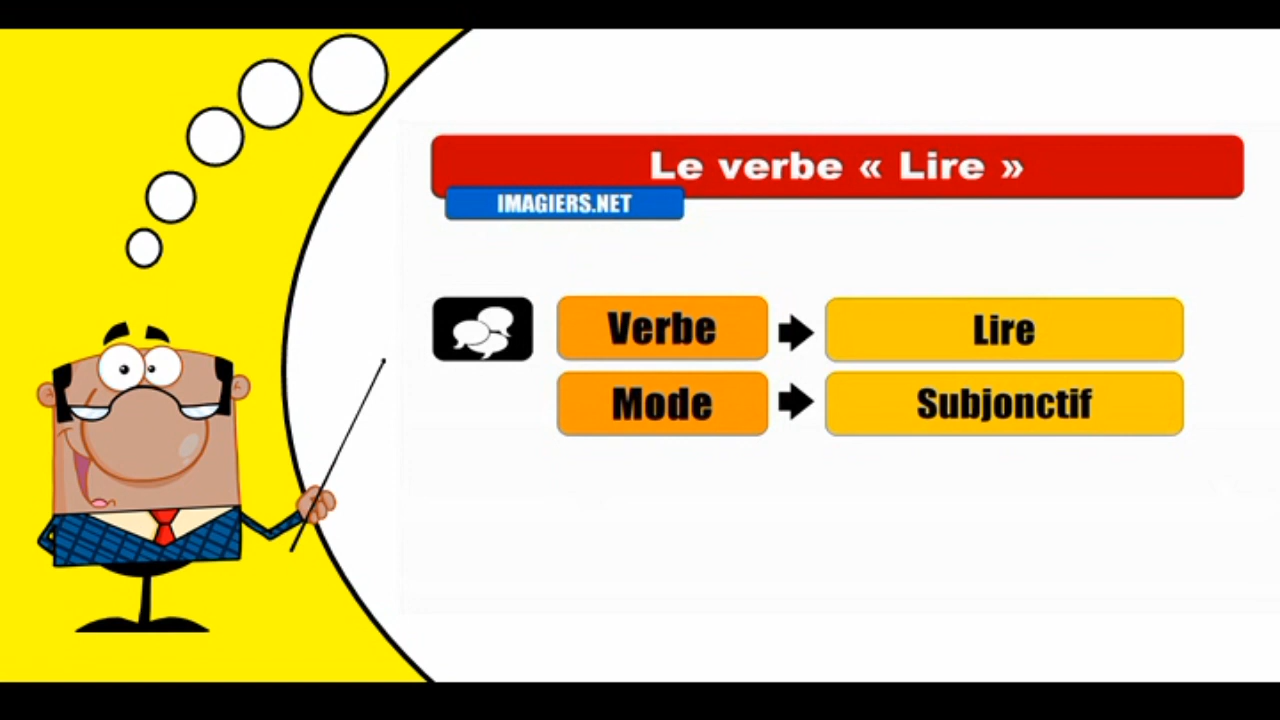 Le verbe « Lire »
IMAGIERS.NET
Verbe Lire
Mode Subjonctif